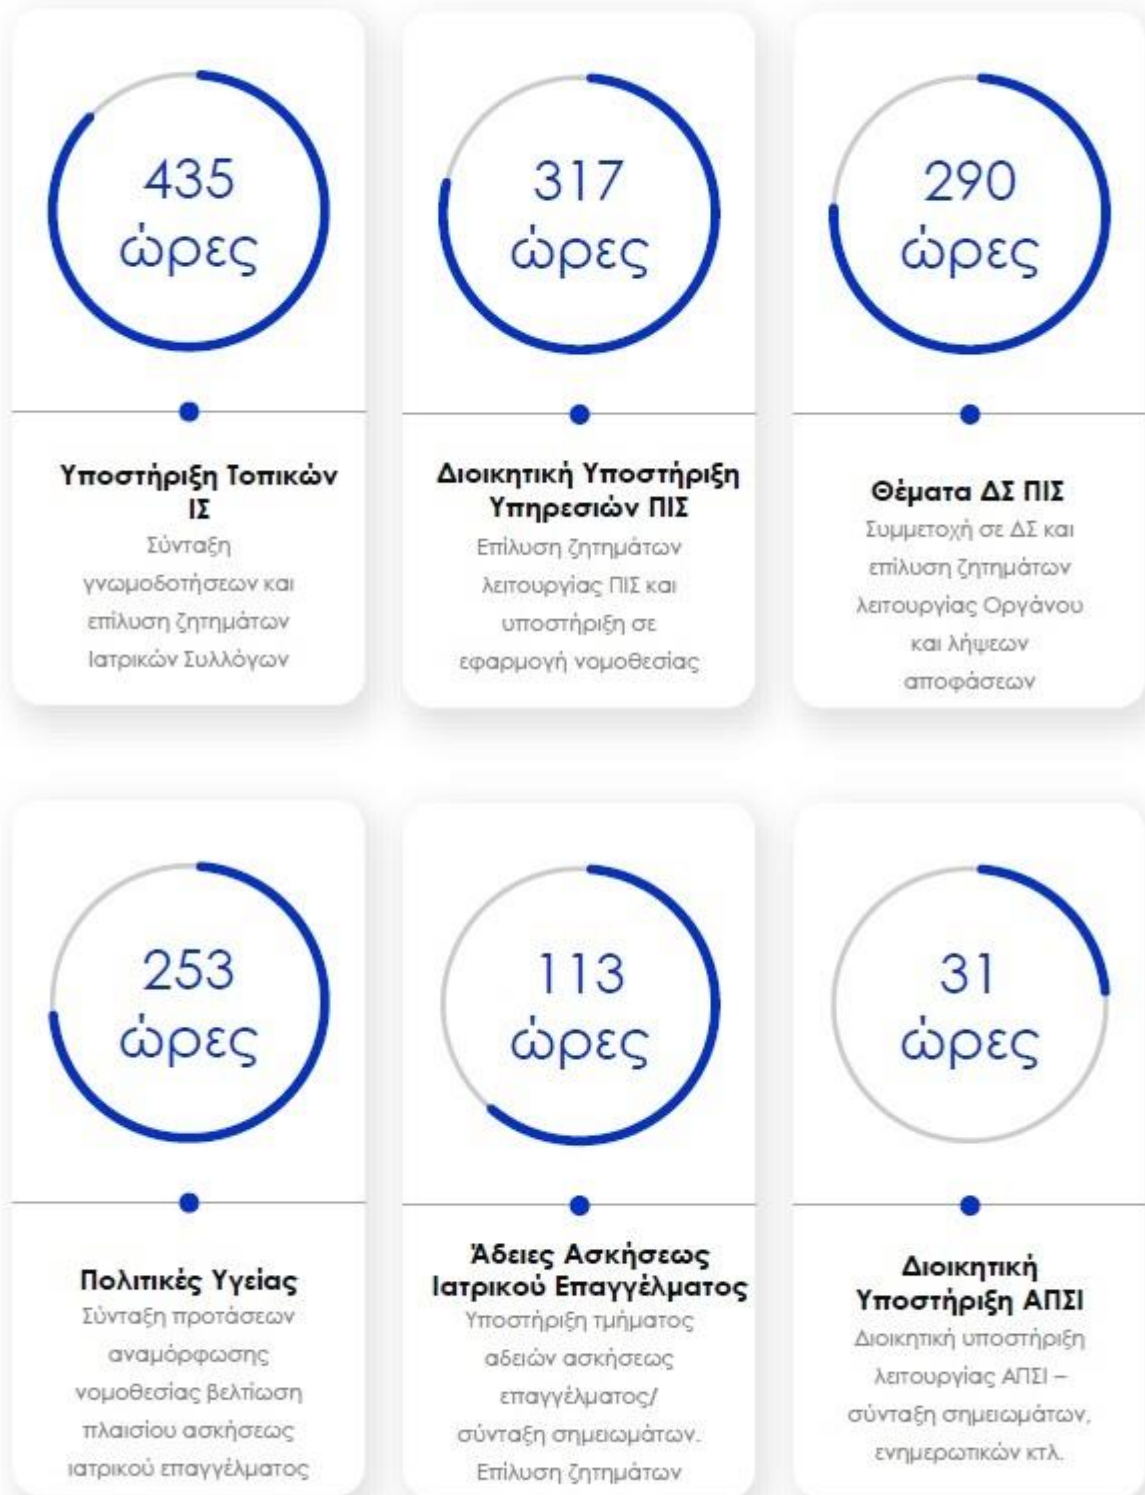 435
ώρες
Υποστήριξη Τοπικών
ΙΣ
Σύνταξη
γνωμοδοτήσεων και
επίλυση ζητημάτων
Ιατρικών Συλλόγων
317
ώρες
Διοικητική Υποστήριξη
Υπηρεσιών ΠΙΣ
Επίλυση ζητημάτων
λειτουργίας ΠΙΣ και
υποστήριξη σε
εφαρμογή νομοθεσίας
290
ώρες
Θέματα ΔΣ ΠΙΣ
Συμμετοχή σε ΔΣ και
επίλυση ζητημάτων
λειτουργίας Οργάνου
και λήψεων
αποφάσεων
253
ώρες
Πολιτικές Υγείας
Σύνταξη προτάσεων
αναμόρφωσης
νομοθεσίας βελτίωση
πλαισίου ασκήσεως
ιατρικού επαγγέλματος
113
ώρες
Άδειες Ασκήσεως
Ιατρικού Επαγγέλματος
Υποστήριξη τμήματος
αδειών ασκήσεως
επαγγέλματος/
σύνταξη σημειωμάτων.
Επίλυση ζητημάτων
31
ώρες
Διοικητική
Υποστήριξη ΑΠΣΙ
Διοικητική υποστήριξη
λειτουργίας ΑΠΣΙ –
σύνταξη σημειωμάτων,
ενημερωτικών κτλ.